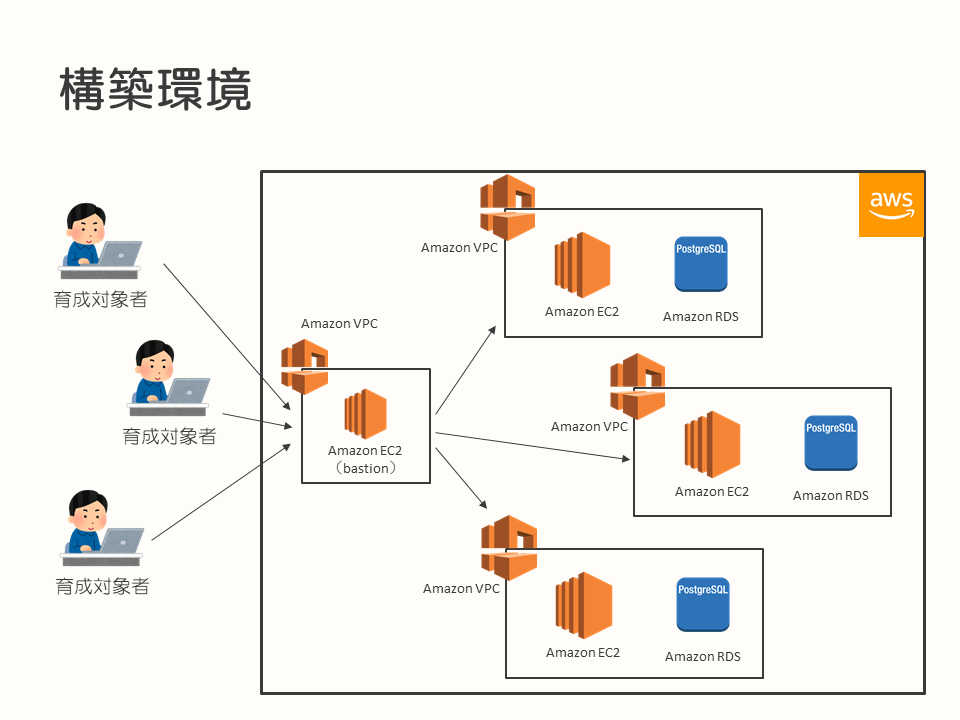 構築環境
aws
育成対象者
育成対象者
育成対象者
Amazon VPC
Amazon EC2
（bastion）
Amazon VPC
Amazon EC2
PostgreSQL
Amazon RDS
Amazon VPC
Amazon EC2
PostgreSQL
Amazon RDS
Amazon VPC
Amazon EC2
PostgreSQL
Amazon RDS